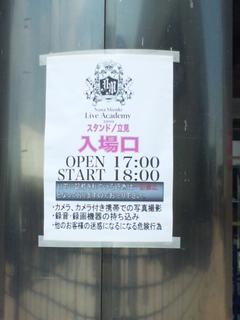 Nana Mizuki
Live Academy
スタンド/立見
入場口
OPEN 17:00
START 18:00
・カメラ、カメラ付き携帯での写真撮影
・録音・録画機器の持ち込み
・他のお客様の迷惑になるになる危険行為